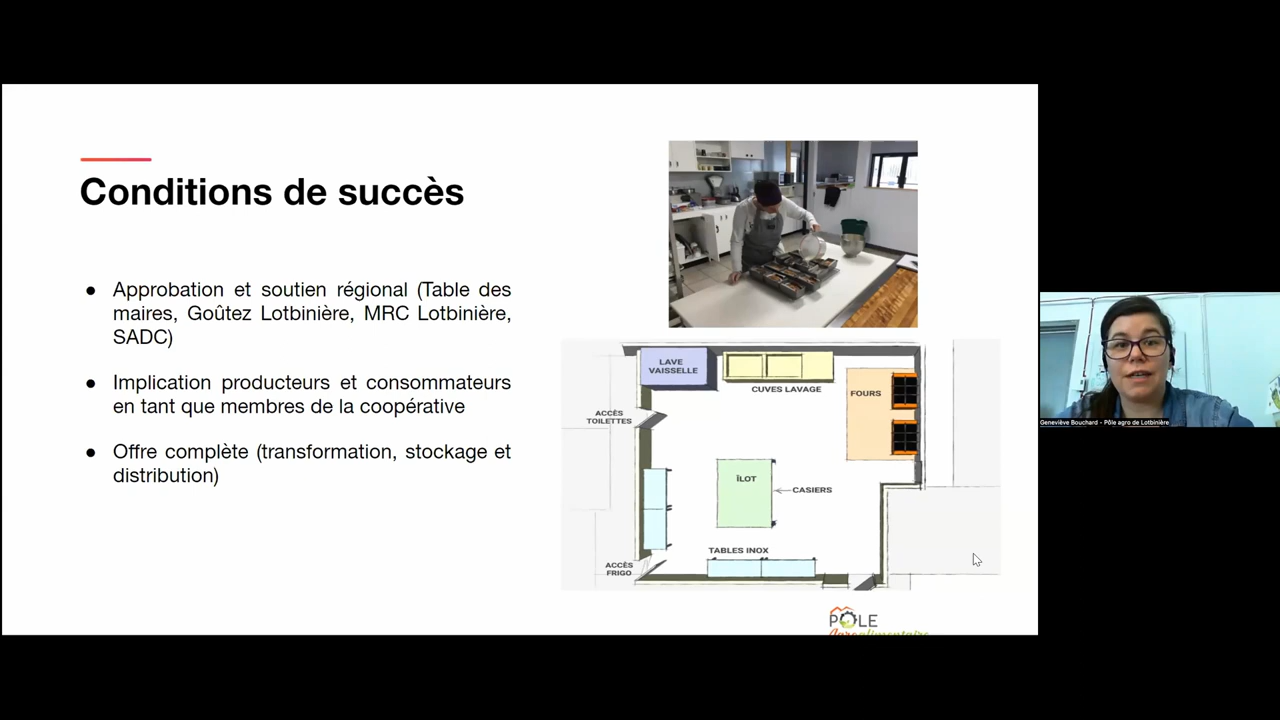 Conditions de succès
● Approbation et soutien régional (Table des
maires, Goûtez Lotbinière, MRC Lotbinière,
SADC)
● Implication producteurs et consommateurs
en tant que membres de la coopérative
● Offre complète (transformation, stockage et
distribution)
LAVE
VAISSELLE
CUVES LAVAGE
FOURS
ACCÈS
TOILETTES
ÎLOT
CASIERS
TABLES INOX
ACCÈS
FRIGO
PÔLE
Agroalimentaire
Geneviève Bouchard - Pôle agro de Lotbinière